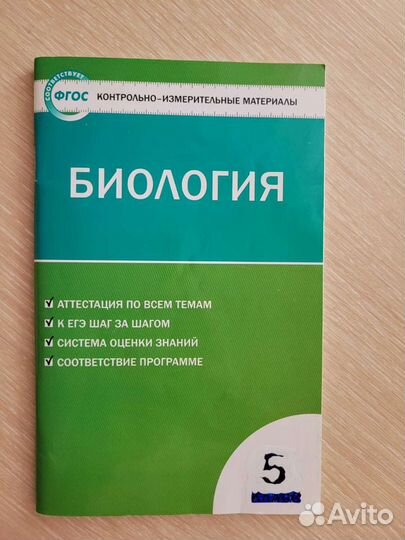 СООТВЕТСТВУЕТ
ФГОС
КОНТРОЛЬНО-ИЗМЕРИТЕЛЬНЫЕ МАТЕРИАЛЫ
БИОЛОГИЯ
АТТЕСТАЦИЯ ПО ВСЕМ ТЕМАМ
К ЕГЭ ШАГ ЗА ШАГОМ
СИСТЕМА ОЦЕНКИ ЗНАНИЙ
СООТВЕТСТВИЕ ПРОГРАММЕ
5
Avito